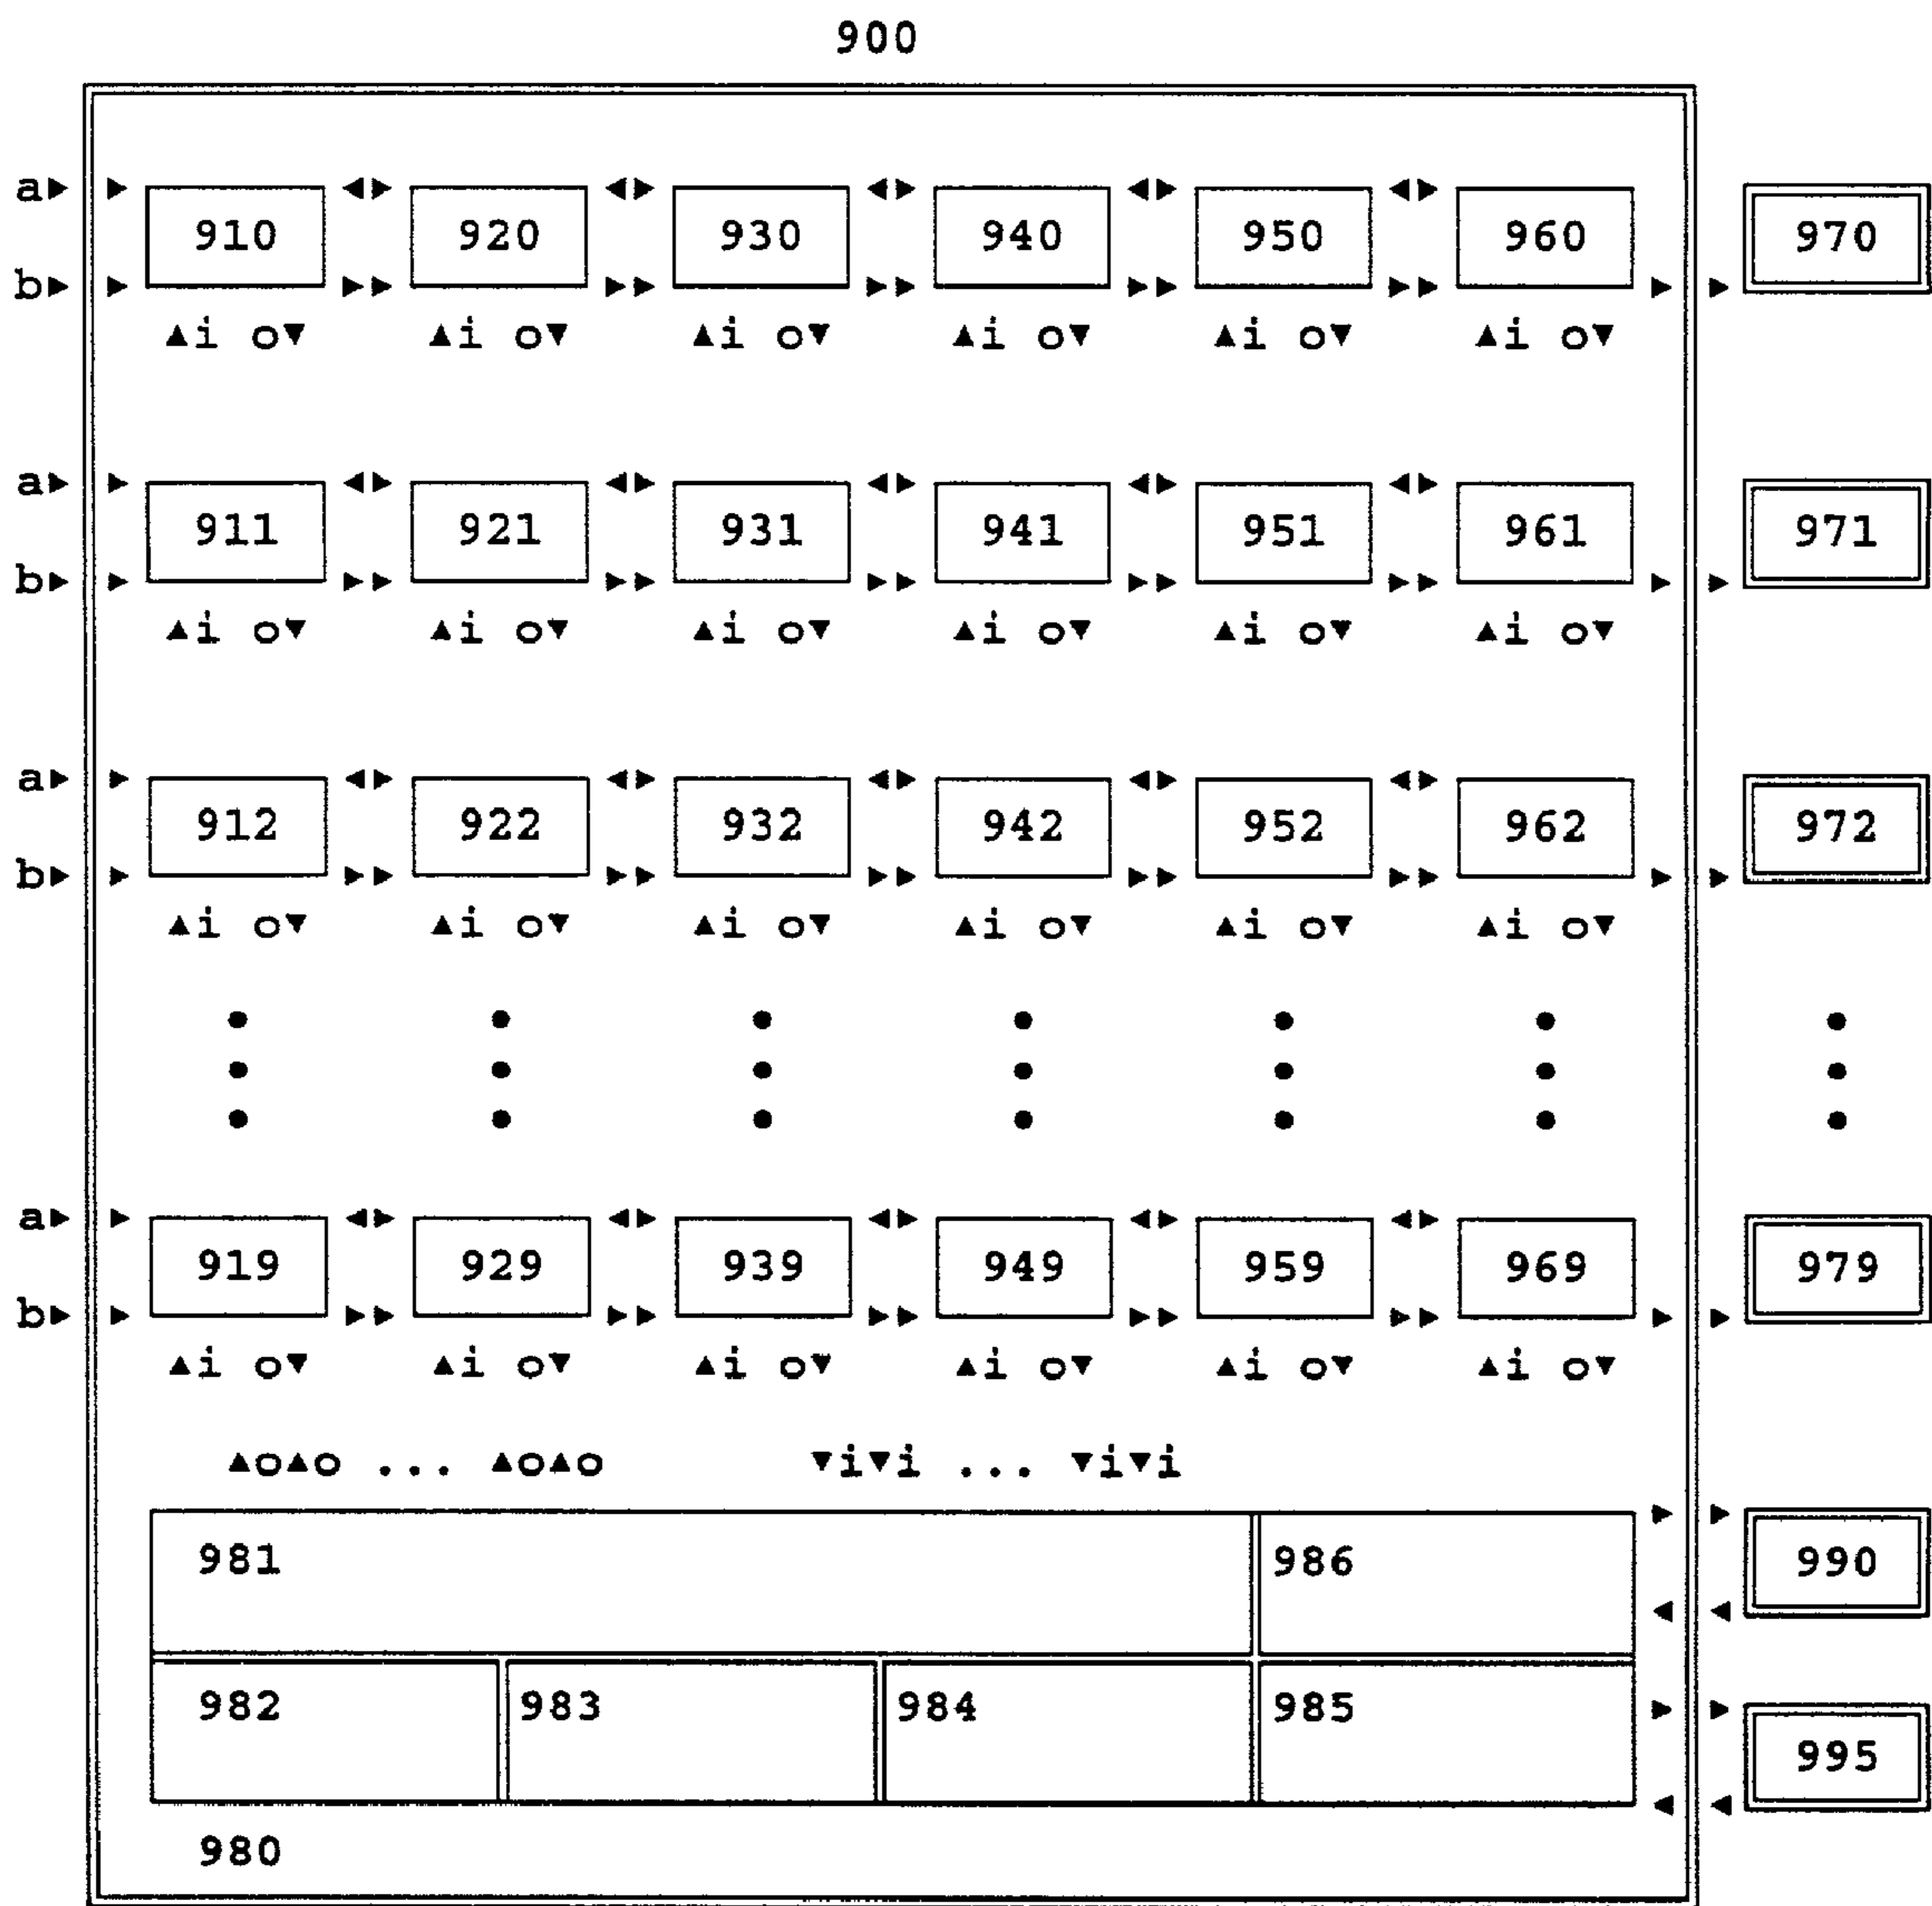 900
a▶ ▶ ◀▶ ◀▶ ◀▶ ◀▶ ◀▶
910 920 930 940 950 960 970
b▶ ▶ ▶▶ ▶▶ ▶▶ ▶▶ ▶▶ ▶ ▶
▲i o▼ ▲i o▼ ▲i o▼ ▲i o▼ ▲i o▼ ▲i o▼
a▶ ▶ ◀▶ ◀▶ ◀▶ ◀▶ ◀▶
911 921 931 941 951 961 971
b▶ ▶ ▶▶ ▶▶ ▶▶ ▶▶ ▶▶ ▶ ▶
▲i o▼ ▲i o▼ ▲i o▼ ▲i o▼ ▲i o▼ ▲i o▼
a▶ ▶ ◀▶ ◀▶ ◀▶ ◀▶ ◀▶
912 922 932 942 952 962 972
b▶ ▶ ▶▶ ▶▶ ▶▶ ▶▶ ▶▶ ▶ ▶
▲i o▼ ▲i o▼ ▲i o▼ ▲i o▼ ▲i o▼ ▲i o▼
a▶ ▶ ◀▶ ◀▶ ◀▶ ◀▶ ◀▶
919 929 939 949 959 969 979
b▶ ▶ ▶▶ ▶▶ ▶▶ ▶▶ ▶▶ ▶ ▶
▲i o▼ ▲i o▼ ▲i o▼ ▲i o▼ ▲i o▼ ▲i o▼
▲o▲o ... ▲o▲o ▼i▼i ... ▼i▼i
981 986 990
982 983 984 985
995
980